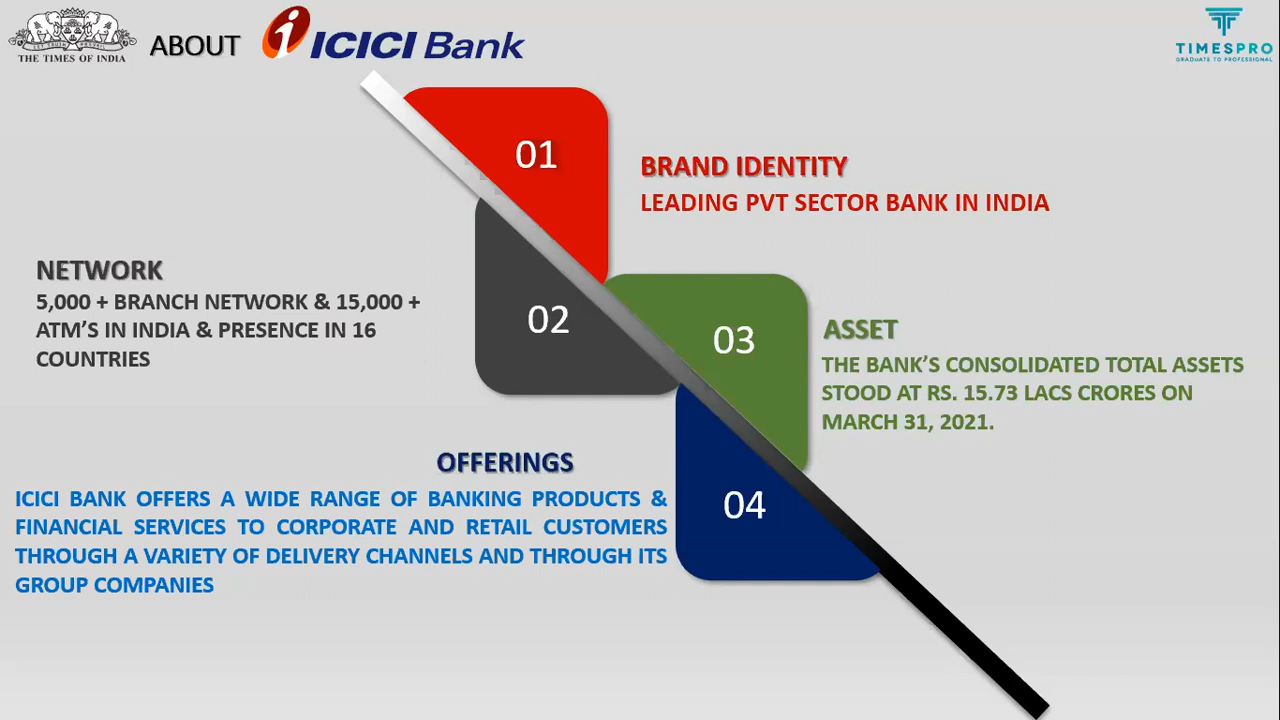 THE TIMES OF INDIA
ABOUT
ICICI Bank
TIMESPRO
GRADUATE TO PROFESSIONAL
01
BRAND IDENTITY
LEADING PVT SECTOR BANK IN INDIA
NETWORK
5,000 + BRANCH NETWORK & 15,000 +
ATM’S IN INDIA & PRESENCE IN 16
COUNTRIES
02
03
ASSET
THE BANK’S CONSOLIDATED TOTAL ASSETS
STOOD AT RS. 15.73 LACS CRORES ON
MARCH 31, 2021.
OFFERINGS
ICICI BANK OFFERS A WIDE RANGE OF BANKING PRODUCTS &
FINANCIAL SERVICES TO CORPORATE AND RETAIL CUSTOMERS
THROUGH A VARIETY OF DELIVERY CHANNELS AND THROUGH ITS
GROUP COMPANIES
04